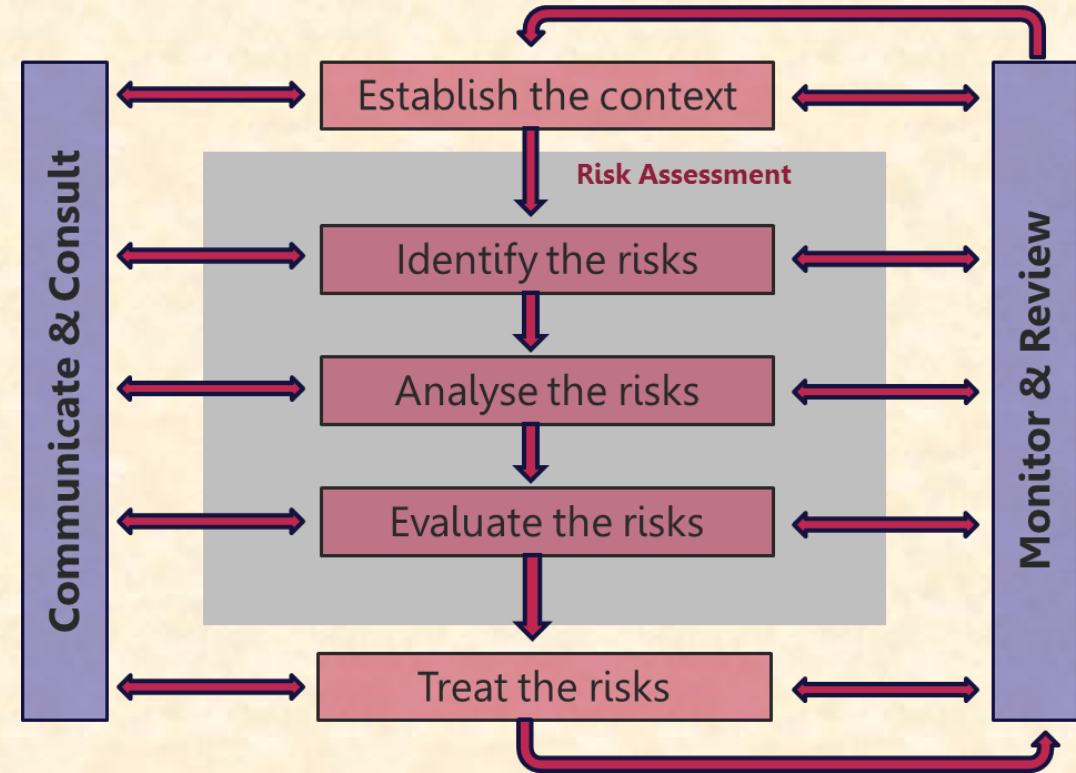 Establish the context
Risk Assessment
Identify the risks
Analyse the risks
Evaluate the risks
Treat the risks
Communicate & Consult
Monitor & Review